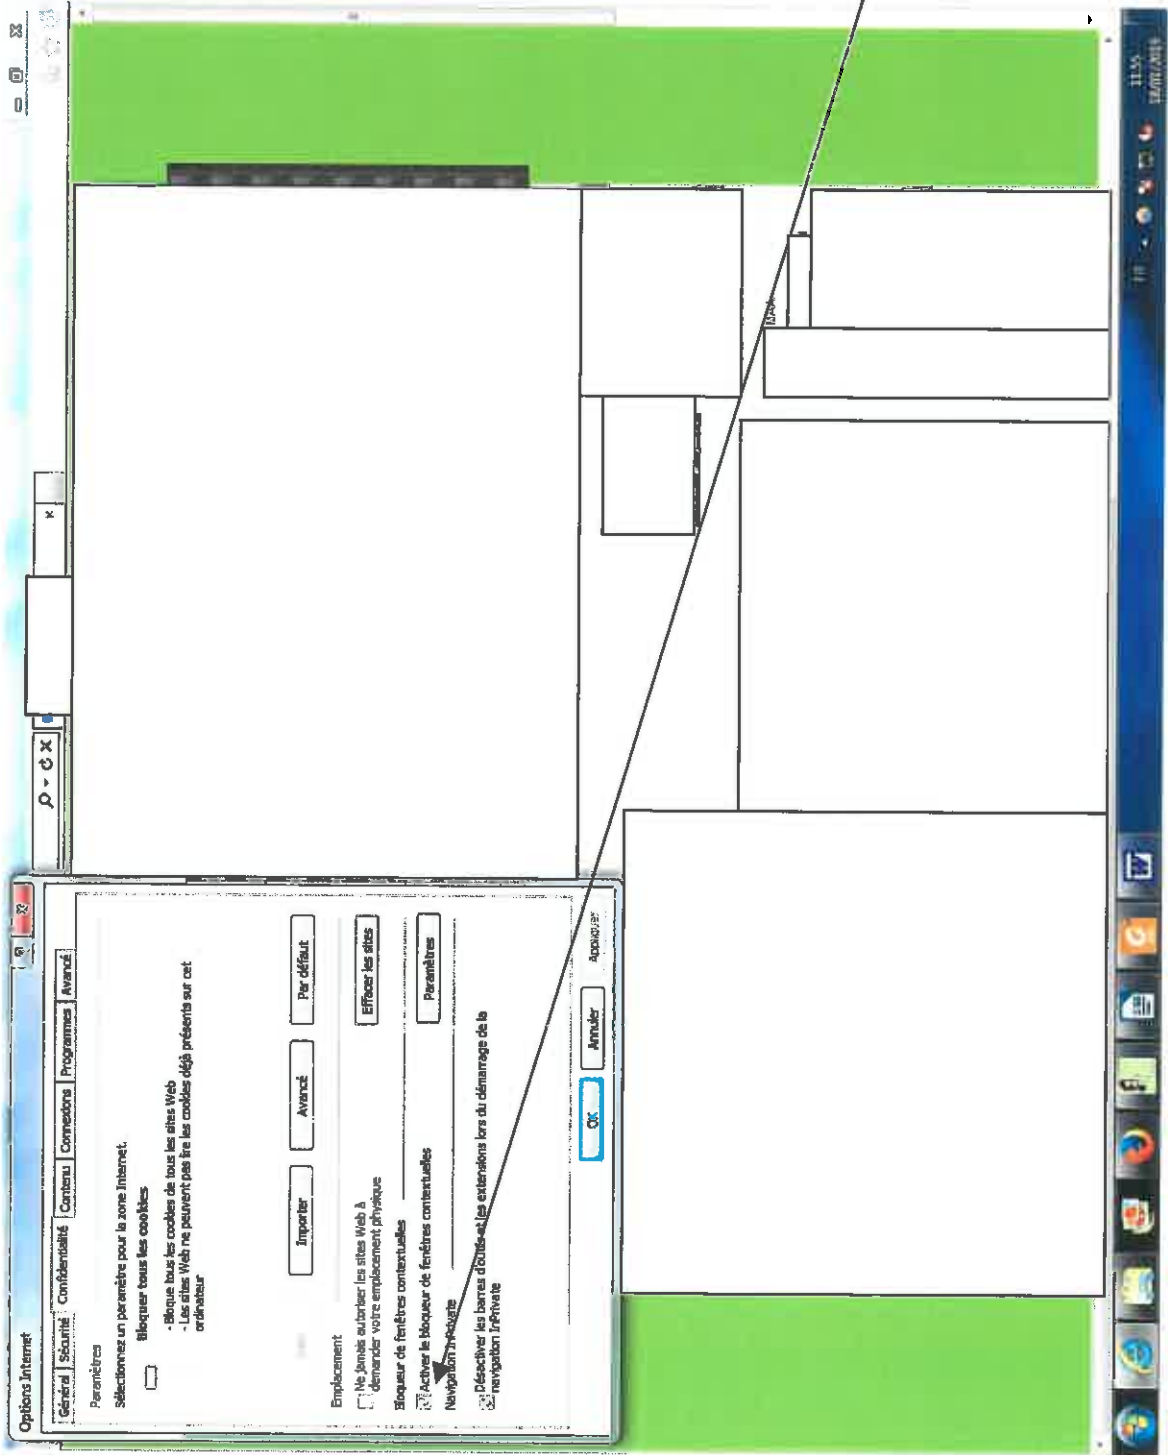 Options Internet
Général
Sécurité
Confidentialité
Contenu
Connexions
Programmes
Avancé
Paramètres
Sélectionnez un paramètre pour la zone Internet.
Bloquer tous les cookies
- Bloque tous les cookies de tous les sites Web
- Les sites Web ne peuvent pas lire les cookies déjà présents sur cet
ordinateur
Importer
Avancé
Par défaut
Emplacement
Ne jamais autoriser les sites Web à
demander votre emplacement physique
Effacer les sites
Bloqueur de fenêtres contextuelles
Activer le bloqueur de fenêtres contextuelles
Paramètres
Navigation InPrivate
Désactiver les barres d'outils et les extensions lors du démarrage de la
navigation InPrivate
OK
Annuler
Appliquer
FR
11:55